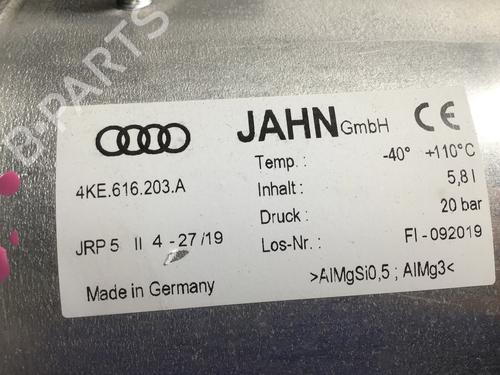 B-PARTS
JAHN GmbH CE
Temp.: -40° +110°C
4KE.616.203.A
Inhalt: 5,8 l
Druck: 20 bar
JRP 5 II 4 - 27/19
Los-Nr.: FI-092019
>AlMgSi0,5 ; AlMg3<
Made in Germany